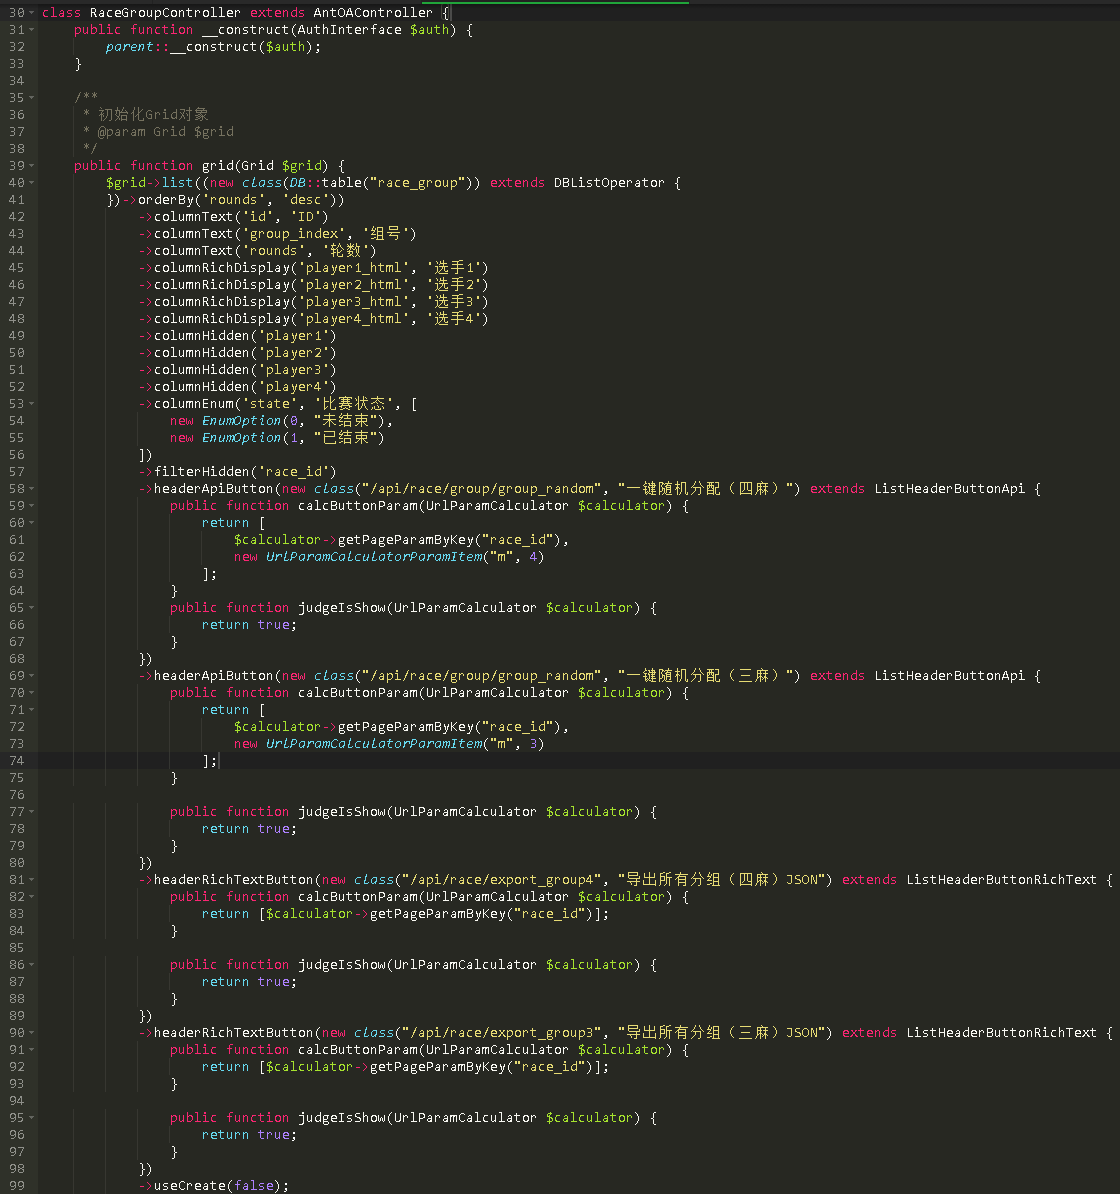 30 class RaceGroupController extends AntOAController {
31     public function __construct(AuthInterface $auth) {
32         parent::__construct($auth);
33     }
34
35     /**
36      * 初始化Grid对象
37      * @param Grid $grid
38      */
39     public function grid(Grid $grid) {
40         $grid->list((new class(DB::table("race_group")) extends DBListOperator {
41         })->orderBy('rounds', 'desc'))
42             ->columnText('id', 'ID')
43             ->columnText('group_index', '组号')
44             ->columnText('rounds', '轮数')
45             ->columnRichDisplay('player1_html', '选手1')
46             ->columnRichDisplay('player2_html', '选手2')
47             ->columnRichDisplay('player3_html', '选手3')
48             ->columnRichDisplay('player4_html', '选手4')
49             ->columnHidden('player1')
50             ->columnHidden('player2')
51             ->columnHidden('player3')
52             ->columnHidden('player4')
53             ->columnEnum('state', '比赛状态', [
54                 new EnumOption(0, "未结束"),
55                 new EnumOption(1, "已结束")
56             ])
57             ->filterHidden('race_id')
58             ->headerApiButton(new class("/api/race/group/group_random", "一键随机分配（四麻）") extends ListHeaderButtonApi {
59                 public function calcButtonParam(UrlParamCalculator $calculator) {
60                     return [
61                         $calculator->getPageParamByKey("race_id"),
62                         new UrlParamCalculatorParamItem("m", 4)
63                     ];
64                 }
65                 public function judgeIsShow(UrlParamCalculator $calculator) {
66                     return true;
67                 }
68             })
69             ->headerApiButton(new class("/api/race/group/group_random", "一键随机分配（三麻）") extends ListHeaderButtonApi {
70                 public function calcButtonParam(UrlParamCalculator $calculator) {
71                     return [
72                         $calculator->getPageParamByKey("race_id"),
73                         new UrlParamCalculatorParamItem("m", 3)
74                     ];
75                 }
76
77                 public function judgeIsShow(UrlParamCalculator $calculator) {
78                     return true;
79                 }
80             })
81             ->headerRichTextButton(new class("/api/race/export_group4", "导出所有分组（四麻）JSON") extends ListHeaderButtonRichText {
82                 public function calcButtonParam(UrlParamCalculator $calculator) {
83                     return [$calculator->getPageParamByKey("race_id")];
84                 }
85
86                 public function judgeIsShow(UrlParamCalculator $calculator) {
87                     return true;
88                 }
89             })
90             ->headerRichTextButton(new class("/api/race/export_group3", "导出所有分组（三麻）JSON") extends ListHeaderButtonRichText {
91                 public function calcButtonParam(UrlParamCalculator $calculator) {
92                     return [$calculator->getPageParamByKey("race_id")];
93                 }
94
95                 public function judgeIsShow(UrlParamCalculator $calculator) {
96                     return true;
97                 }
98             })
99             ->useCreate(false);